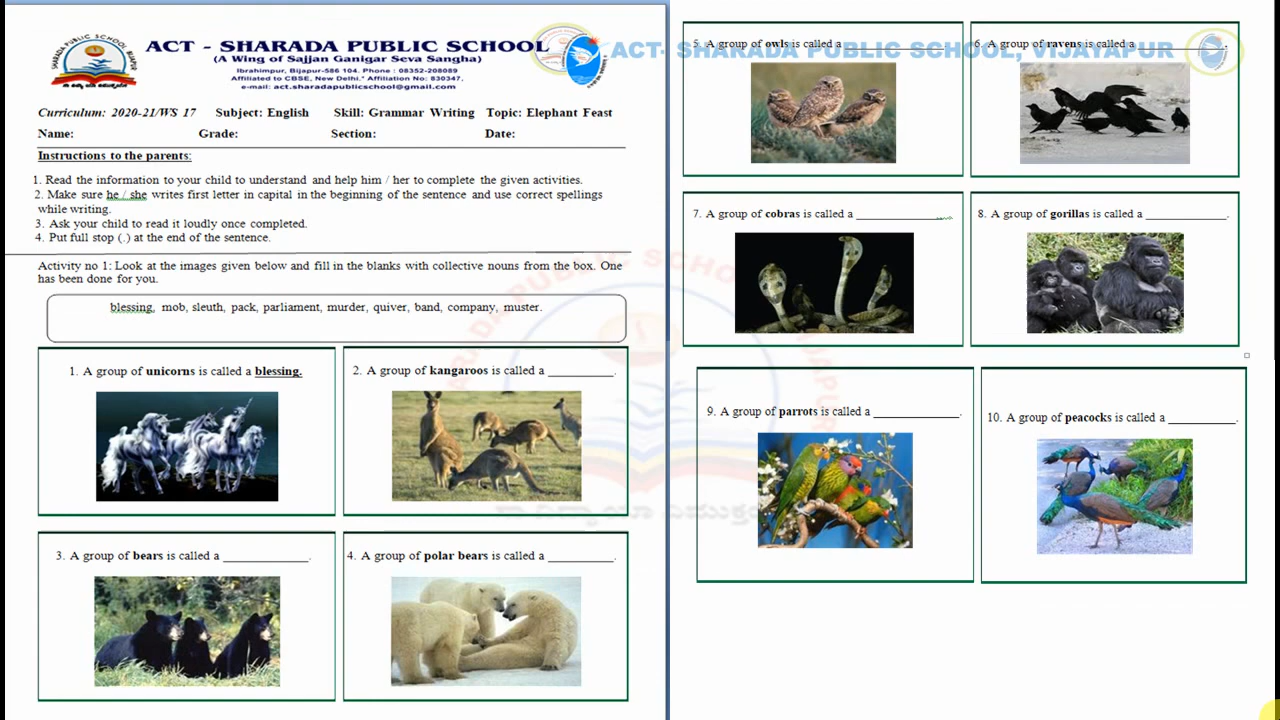 ACT - SHARADA PUBLIC SCHOOL
(A Wing of Sajjan Ganigar Seva Sangha)
Ibrahimpur, Bijapur-586 104. Phone : 08352-208089
Affiliated to CBSE, New Delhi." Affiliation No: 830347,
e-mail: act.sharadapublicschool@gmail.com
Curriculum: 2020-21/WS 17 Subject: English Skill: Grammar Writing Topic: Elephant Feast
Name: Grade: Section: Date:
Instructions to the parents:
1. Read the information to your child to understand and help him / her to complete the given activities.
2. Make sure he / she writes first letter in capital in the beginning of the sentence and use correct spellings
while writing.
3. Ask your child to read it loudly once completed.
4. Put full stop (.) at the end of the sentence.
Activity no 1: Look at the images given below and fill in the blanks with collective nouns from the box. One
has been done for you.
blessing, mob, sleuth, pack, parliament, murder, quiver, band, company, muster.
1. A group of unicorns is called a blessing.
2. A group of kangaroos is called a __________.
3. A group of bears is called a _____________.
4. A group of polar bears is called a __________.
ACT- SHARADA PUBLIC SCHOOL, VIJAYAPUR
5. A group of owls is called a
6. A group of ravens is called a _____________.
7. A group of cobras is called a _______________
8. A group of gorillas is called a ____________.
9. A group of parrots is called a _____________.
10. A group of peacocks is called a __________.